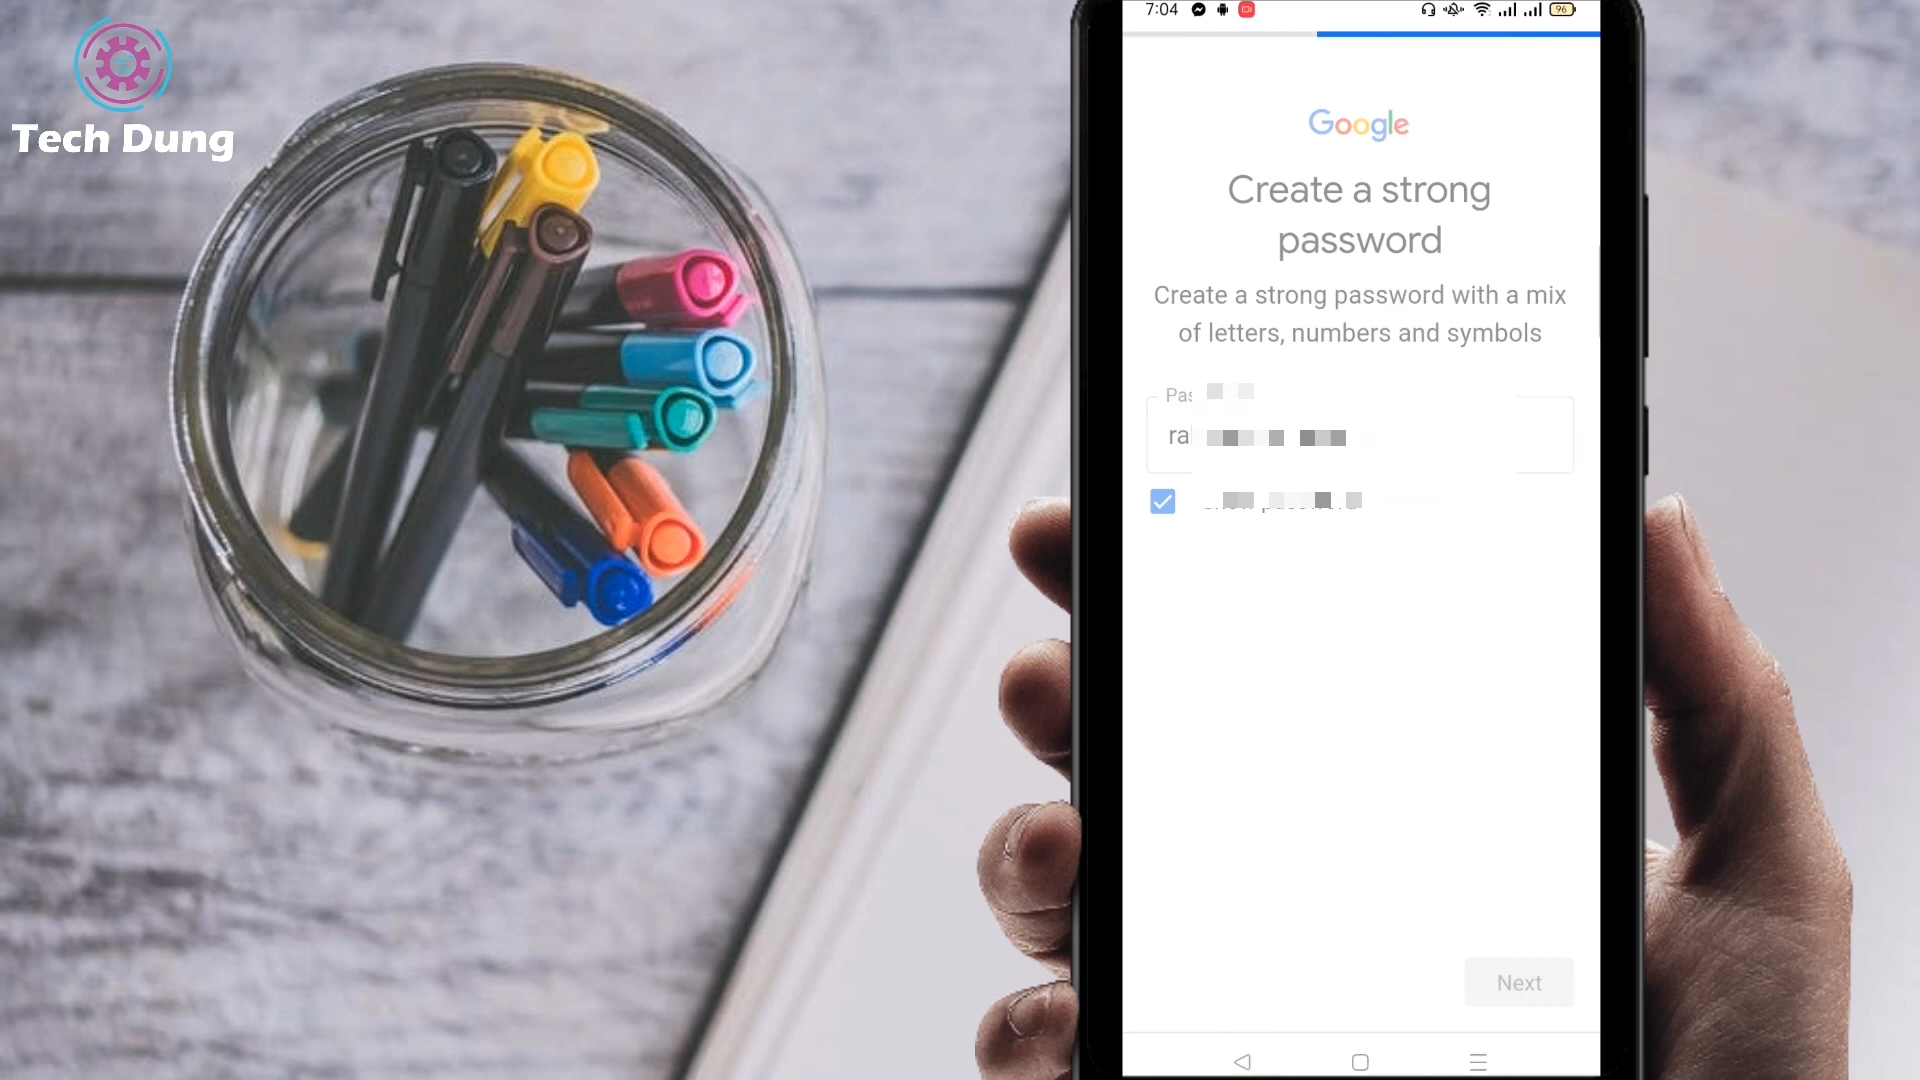 Tech Dung
7:04
96
Google
Create a strong
password
Create a strong password with a mix
of letters, numbers and symbols
Next